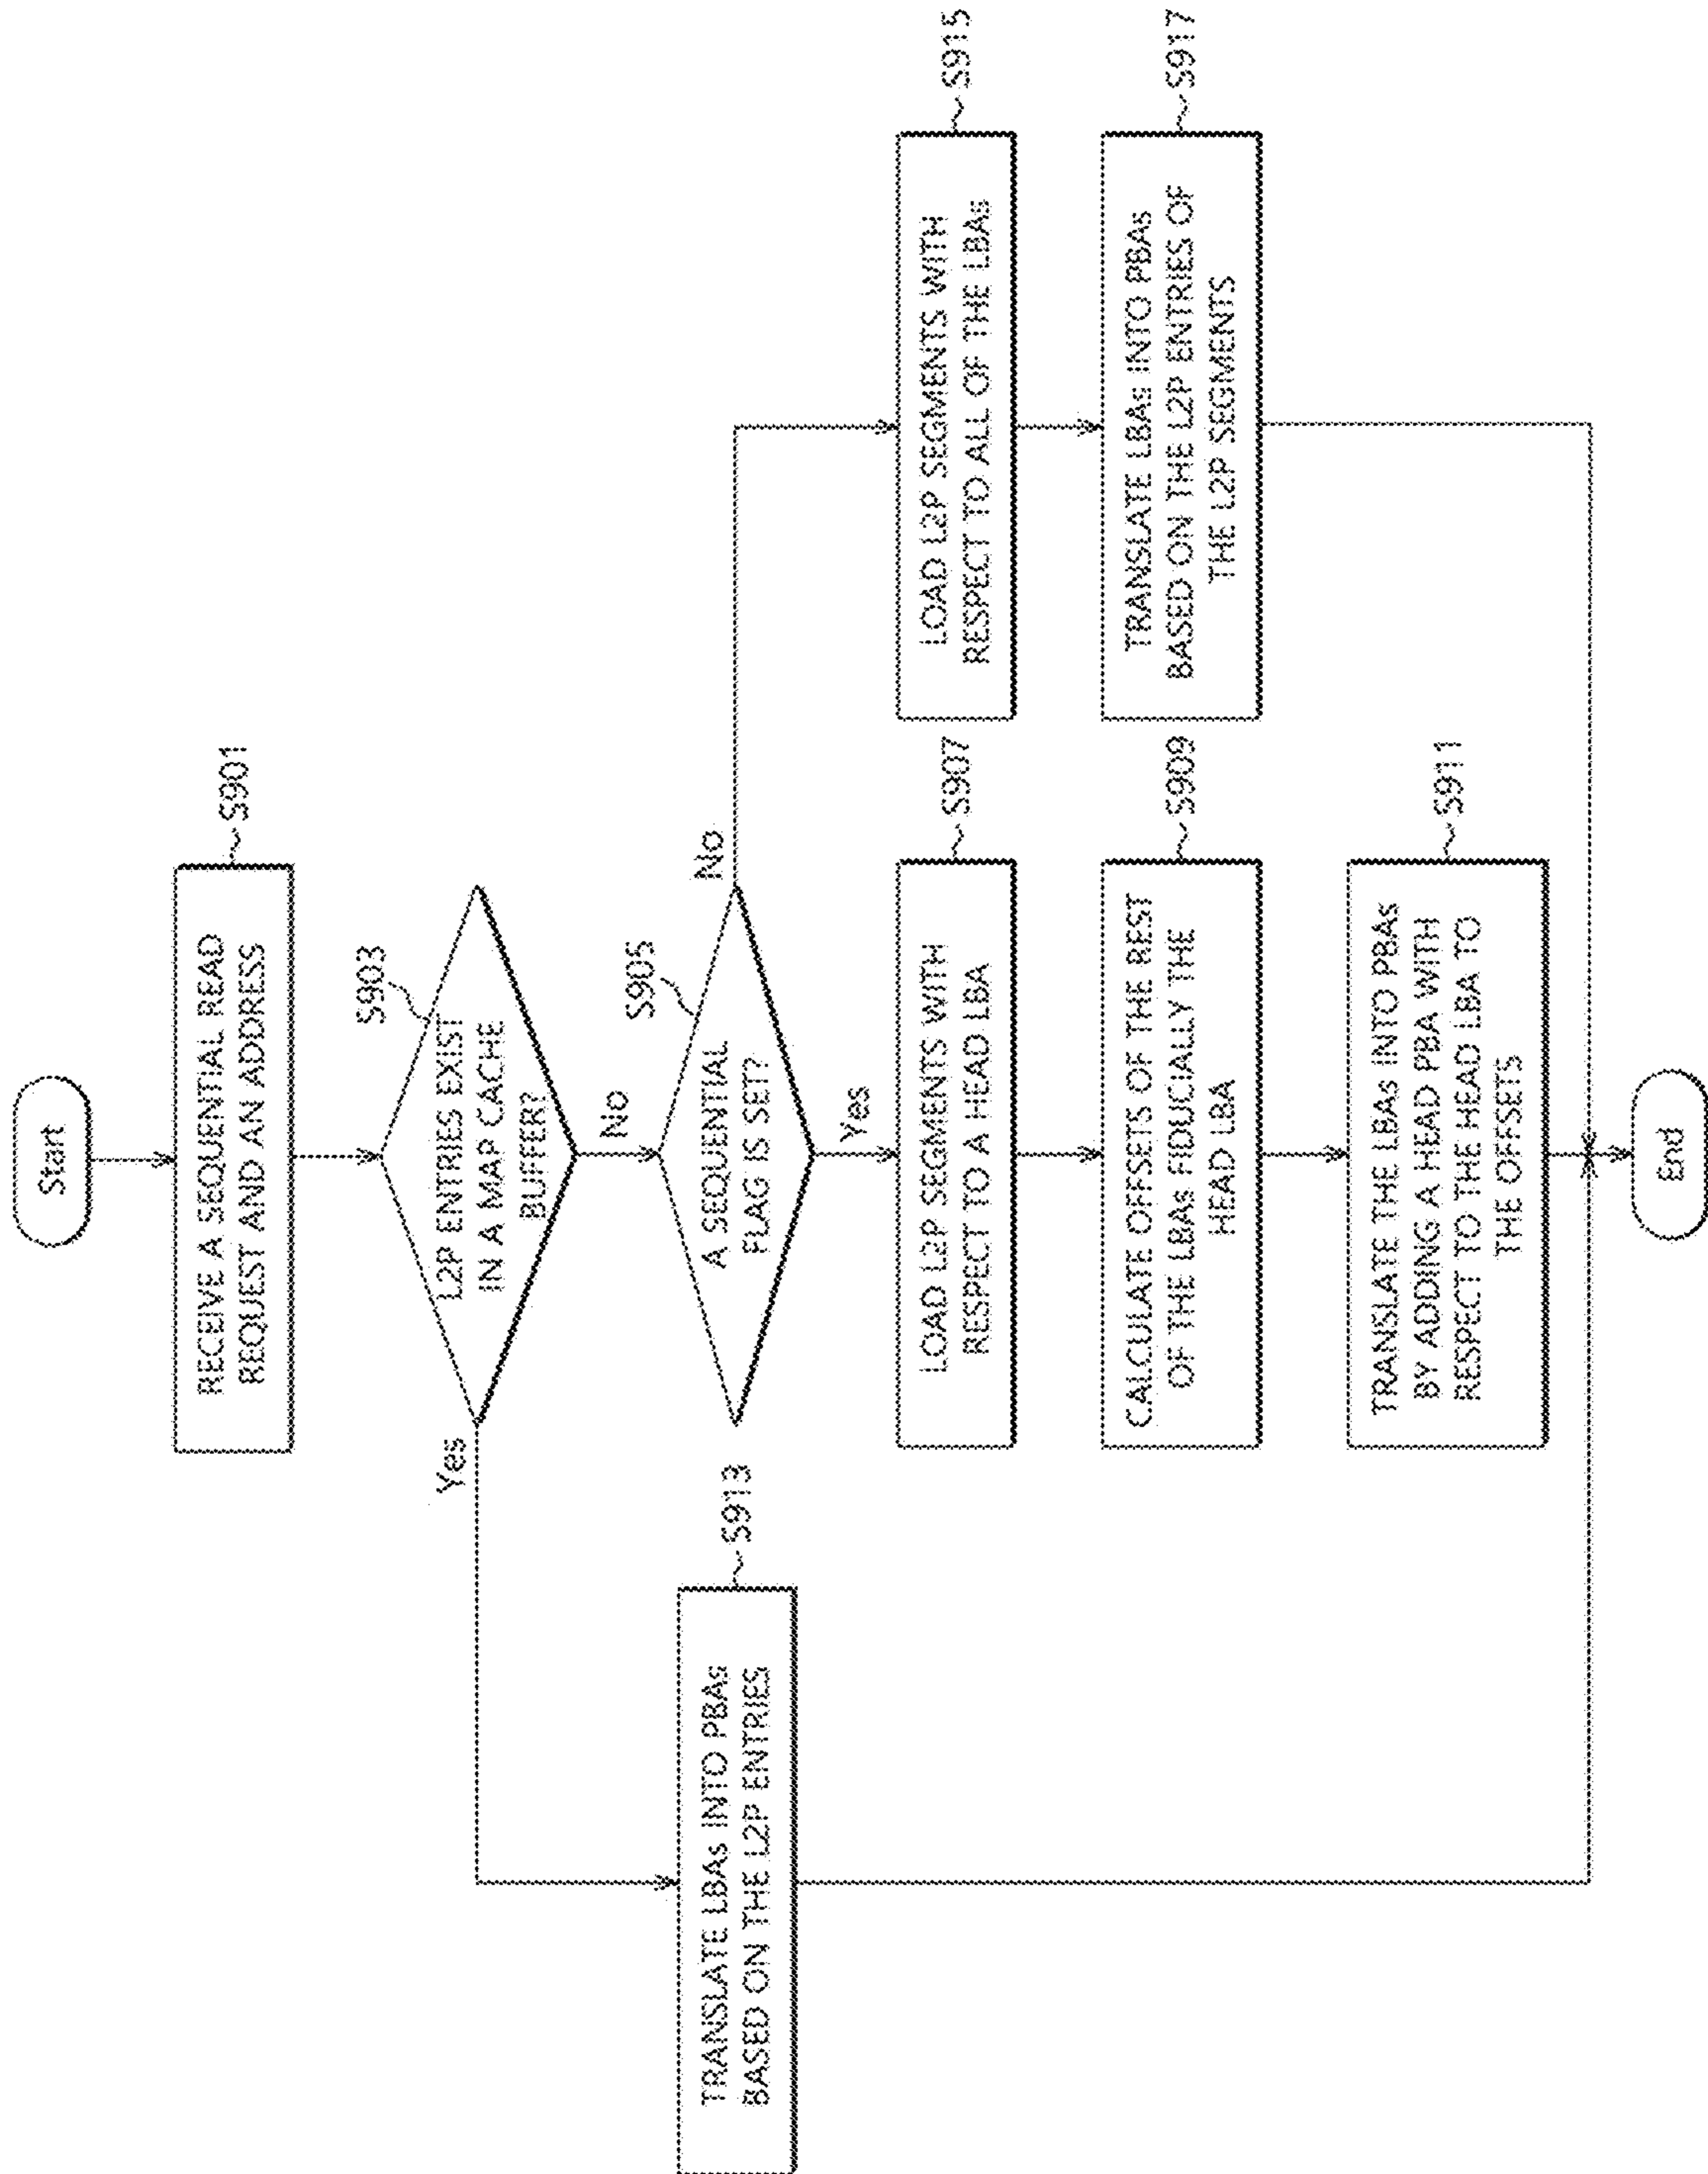 Start
RECEIVE A SEQUENTIAL READ
REQUEST AND AN ADDRESS
S901
S903
L2P ENTRIES EXIST
IN A MAP CACHE
BUFFER?
Yes
No
S905
A SEQUENTIAL
FLAG IS SET?
No
Yes
TRANSLATE LBAs INTO PBAs
BASED ON THE L2P ENTRIES
S913
LOAD L2P SEGMENTS WITH
RESPECT TO A HEAD LBA
S907
LOAD L2P SEGMENTS WITH
RESPECT TO ALL OF THE LBAs
S915
CALCULATE OFFSETS OF THE REST
OF THE LBAs FIDUCIALLY THE
HEAD LBA
S909
TRANSLATE LBAs INTO PBAs
BASED ON THE L2P ENTRIES OF
THE L2P SEGMENTS
S917
TRANSLATE THE LBAs INTO PBAs
BY ADDING A HEAD PBA WITH
RESPECT TO THE HEAD LBA TO
THE OFFSETS
S911
End